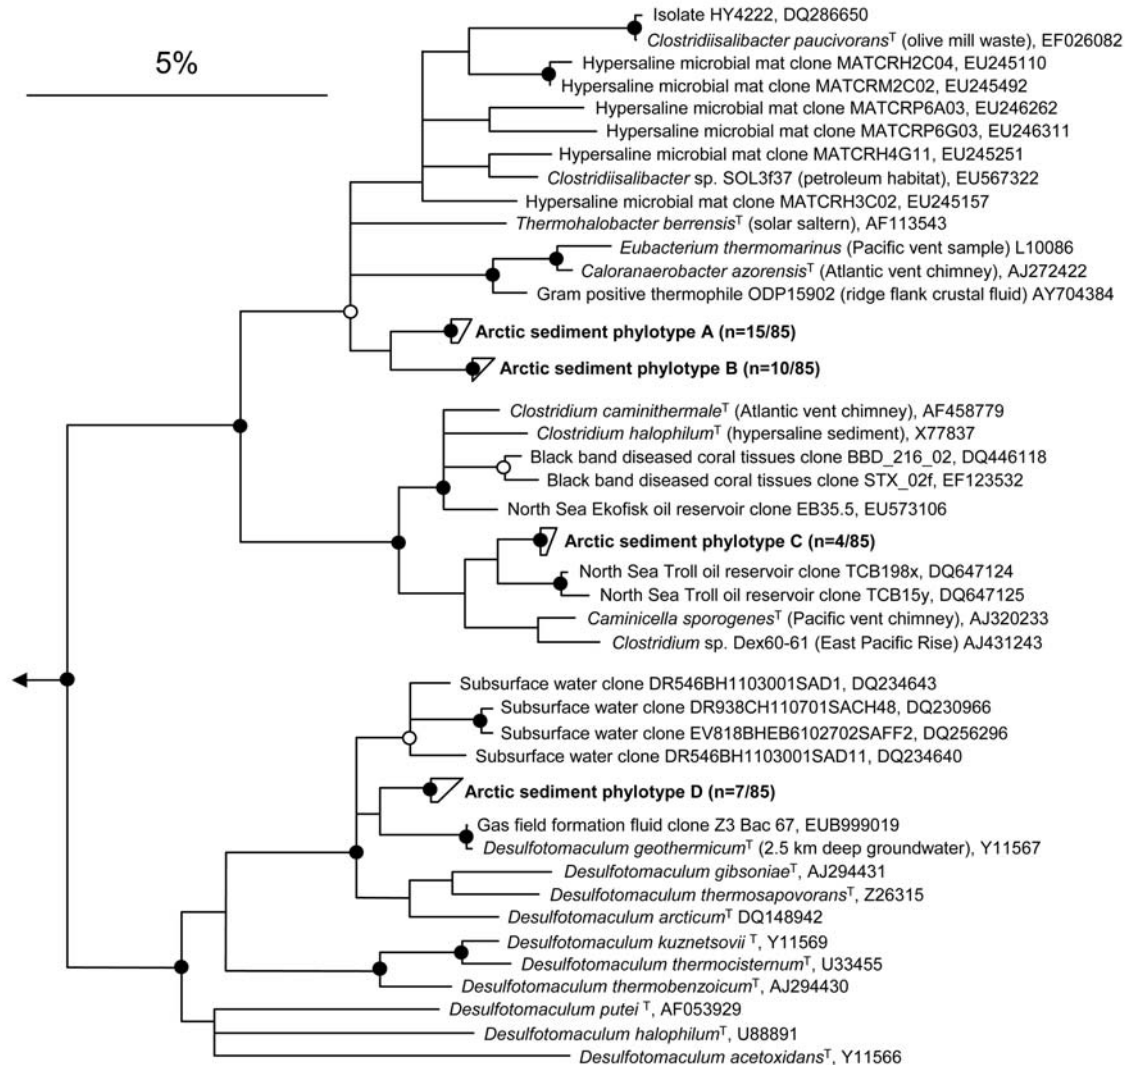 Isolate HY4222, DQ286650
5%
Clostridiisalibacter paucivoransT (olive mill waste), EF026082
Hypersaline microbial mat clone MATCRH2C04, EU245110
Hypersaline microbial mat clone MATCRM2C02, EU245492
Hypersaline microbial mat clone MATCRP6A03, EU246262
Hypersaline microbial mat clone MATCRP6G03, EU246311
Hypersaline microbial mat clone MATCRH4G11, EU245251
Clostridiisalibacter sp. SOL3f37 (petroleum habitat), EU567322
Hypersaline microbial mat clone MATCRH3C02, EU245157
Thermohalobacter berrensisT (solar saltern), AF113543
Eubacterium thermomarinus (Pacific vent sample) L10086
Caloranaerobacter azorensisT (Atlantic vent chimney), AJ272422
Gram positive thermophile ODP15902 (ridge flank crustal fluid) AY704384
Arctic sediment phylotype A (n=15/85)
Arctic sediment phylotype B (n=10/85)
Clostridium caminithermaleT (Atlantic vent chimney), AF458779
Clostridium halophilumT (hypersaline sediment), X77837
Black band diseased coral tissues clone BBD_216_02, DQ446118
Black band diseased coral tissues clone STX_02f, EF123532
North Sea Ekofisk oil reservoir clone EB35.5, EU573106
Arctic sediment phylotype C (n=4/85)
North Sea Troll oil reservoir clone TCB198x, DQ647124
North Sea Troll oil reservoir clone TCB15y, DQ647125
Caminicella sporogenesT (Pacific vent chimney), AJ320233
Clostridium sp. Dex60-61 (East Pacific Rise) AJ431243
Subsurface water clone DR546BH1103001SAD1, DQ234643
Subsurface water clone DR938CH110701SACH48, DQ230966
Subsurface water clone EV818BHEB6102702SAFF2, DQ256296
Subsurface water clone DR546BH1103001SAD11, DQ234640
Arctic sediment phylotype D (n=7/85)
Gas field formation fluid clone Z3 Bac 67, EUB999019
Desulfotomaculum geothermicumT (2.5 km deep groundwater), Y11567
Desulfotomaculum gibsoniaeT, AJ294431
Desulfotomaculum thermosapovoransT, Z26315
Desulfotomaculum arcticumT DQ148942
Desulfotomaculum kuznetsovii T, Y11569
Desulfotomaculum thermocisternumT, U33455
Desulfotomaculum thermobenzoicumT, AJ294430
Desulfotomaculum putei T, AF053929
Desulfotomaculum halophilumT, U88891
Desulfotomaculum acetoxidansT, Y11566